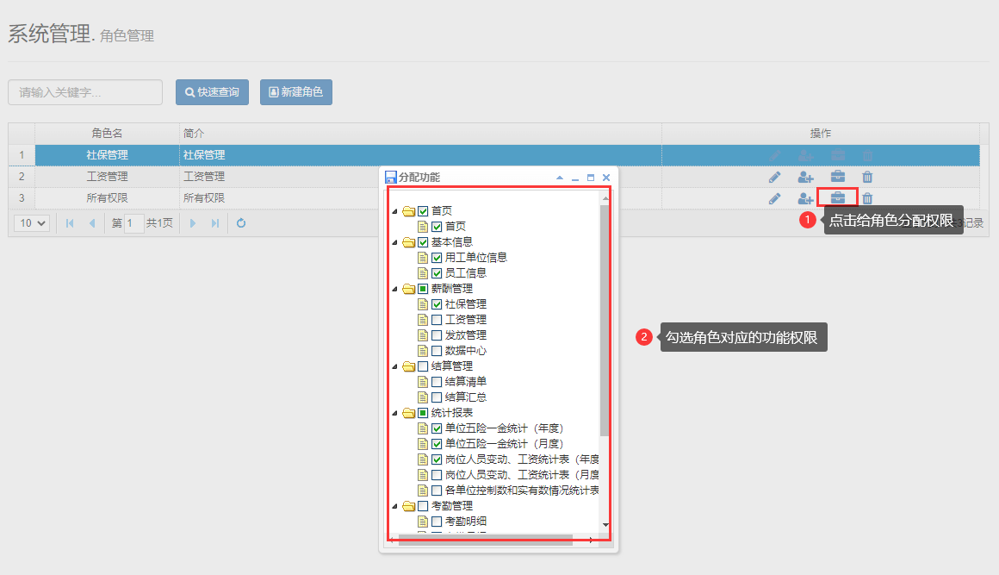 系统管理. 角色管理
请输入关键字... 快速查询 新建角色
角色名 简介 操作
1 社保管理 社保管理
2 工资管理 工资管理
3 所有权限 所有权限
10 第 1 共1页 3记录
1 点击给角色分配权限
分配功能
首页
首页
基本信息
用工单位信息
员工信息
薪酬管理
社保管理
工资管理
发放管理
数据中心
结算管理
结算清单
结算汇总
统计报表
单位五险一金统计（年度）
单位五险一金统计（月度）
岗位人员变动、工资统计表（年度
岗位人员变动、工资统计表（月度
各单位控制数和实有数情况统计表
考勤管理
考勤明细
2 勾选角色对应的功能权限